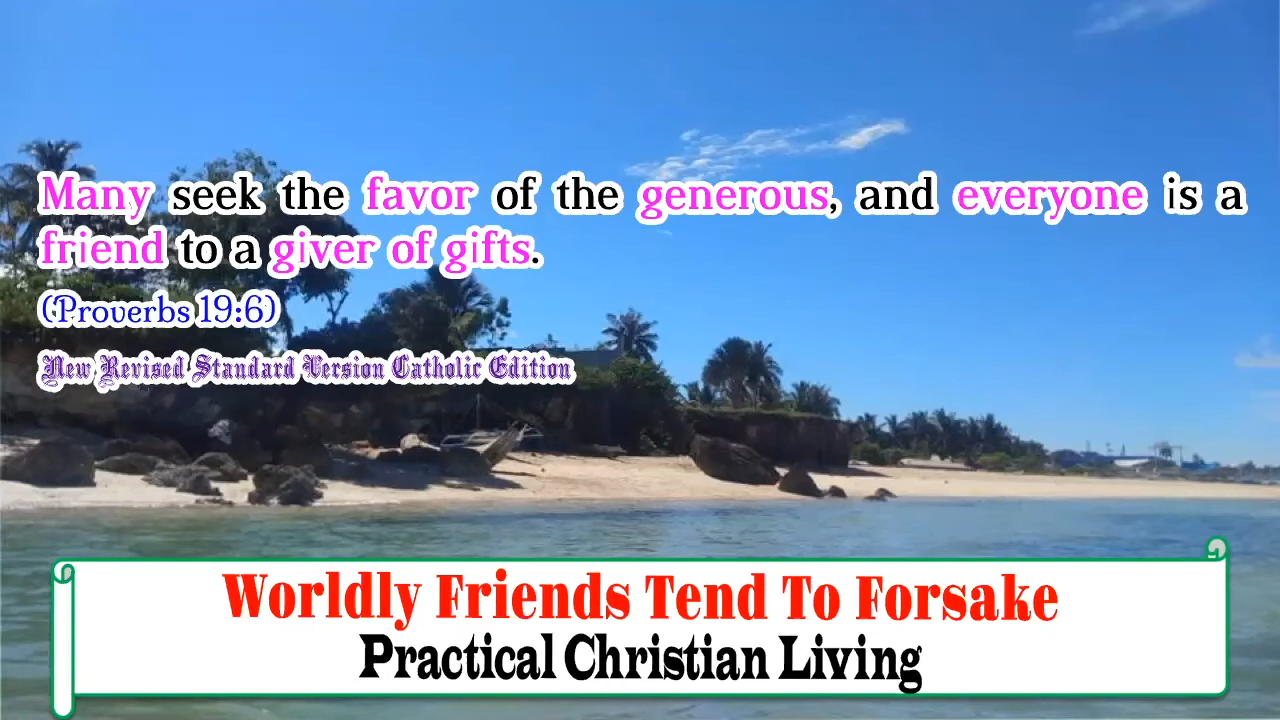 Many seek the favor of the generous, and everyone is a
friend to a giver of gifts.
(Proverbs 19:6)
New Revised Standard Version Catholic Edition
Worldly Friends Tend To Forsake
Practical Christian Living